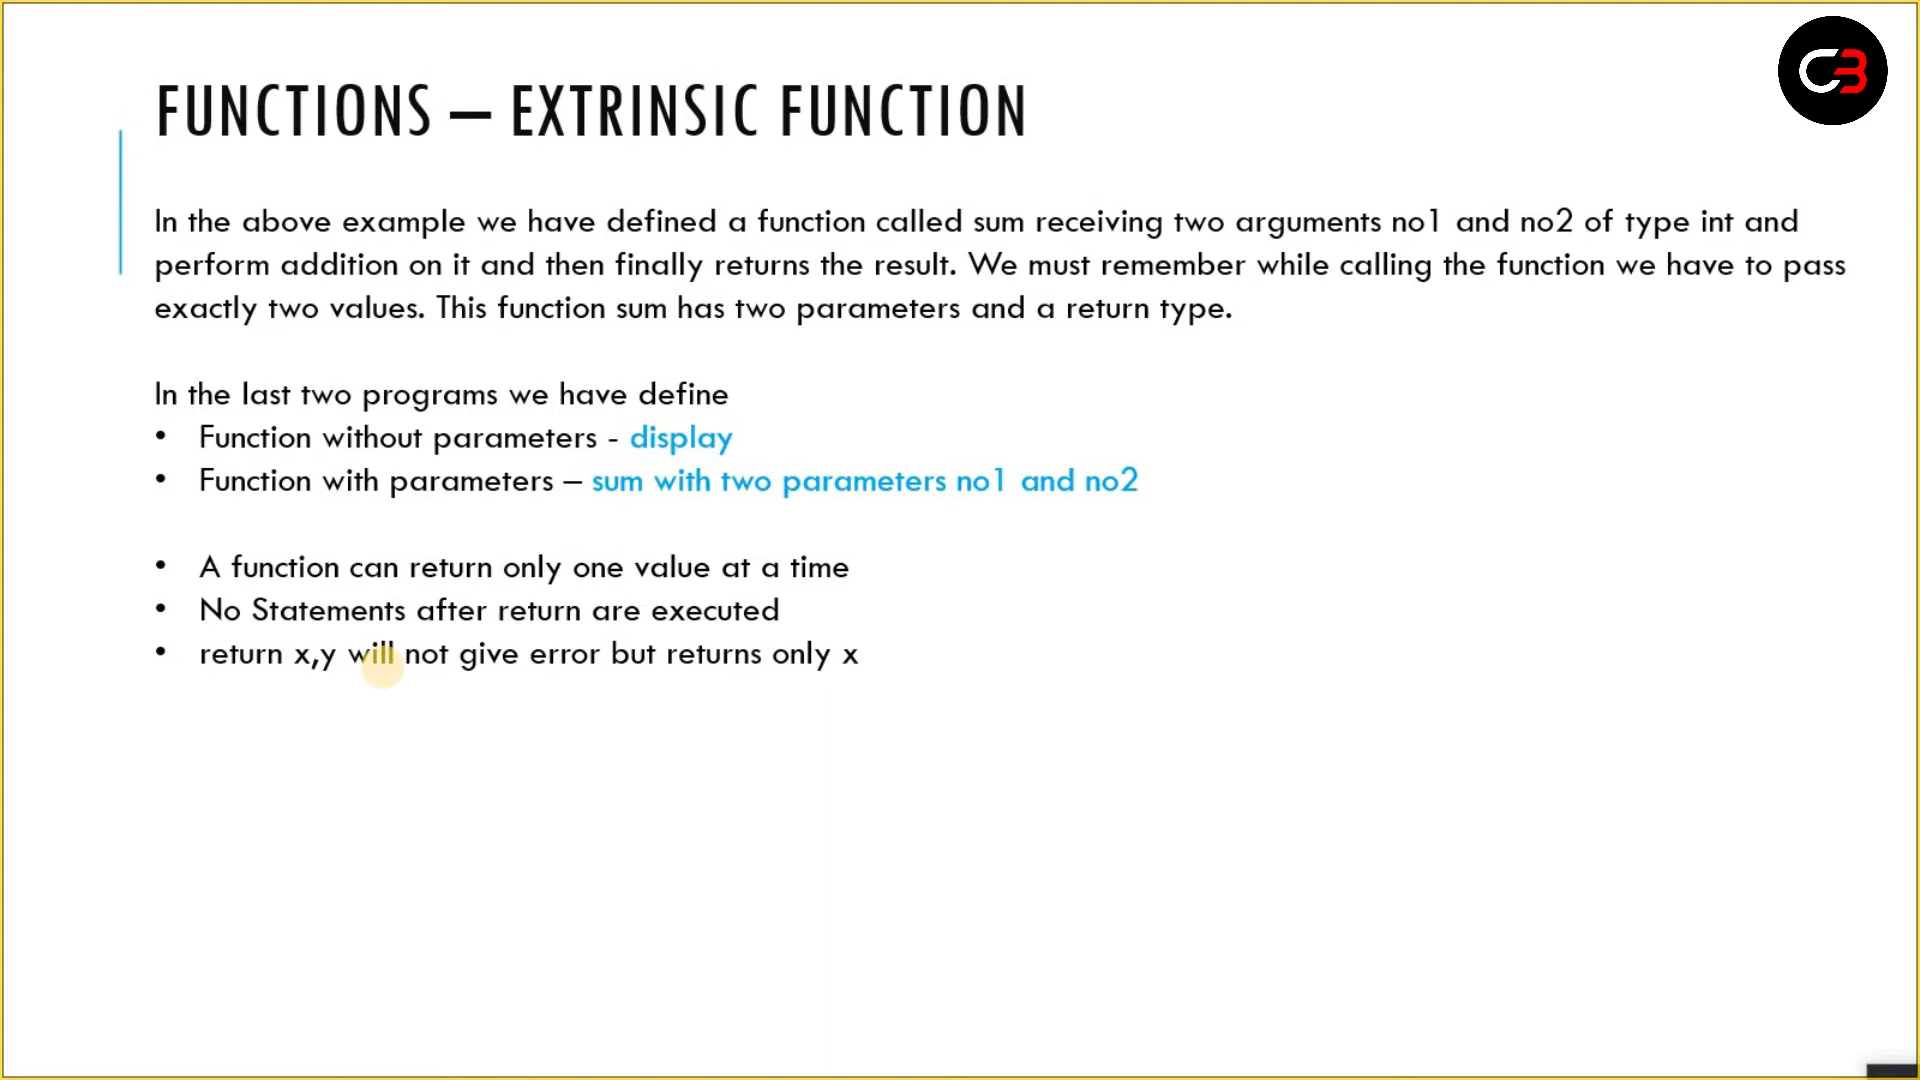 FUNCTIONS – EXTRINSIC FUNCTION
In the above example we have defined a function called sum receiving two arguments no1 and no2 of type int and
perform addition on it and then finally returns the result. We must remember while calling the function we have to pass
exactly two values. This function sum has two parameters and a return type.
In the last two programs we have define
• Function without parameters - display
• Function with parameters – sum with two parameters no1 and no2
• A function can return only one value at a time
• No Statements after return are executed
• return x,y will not give error but returns only x